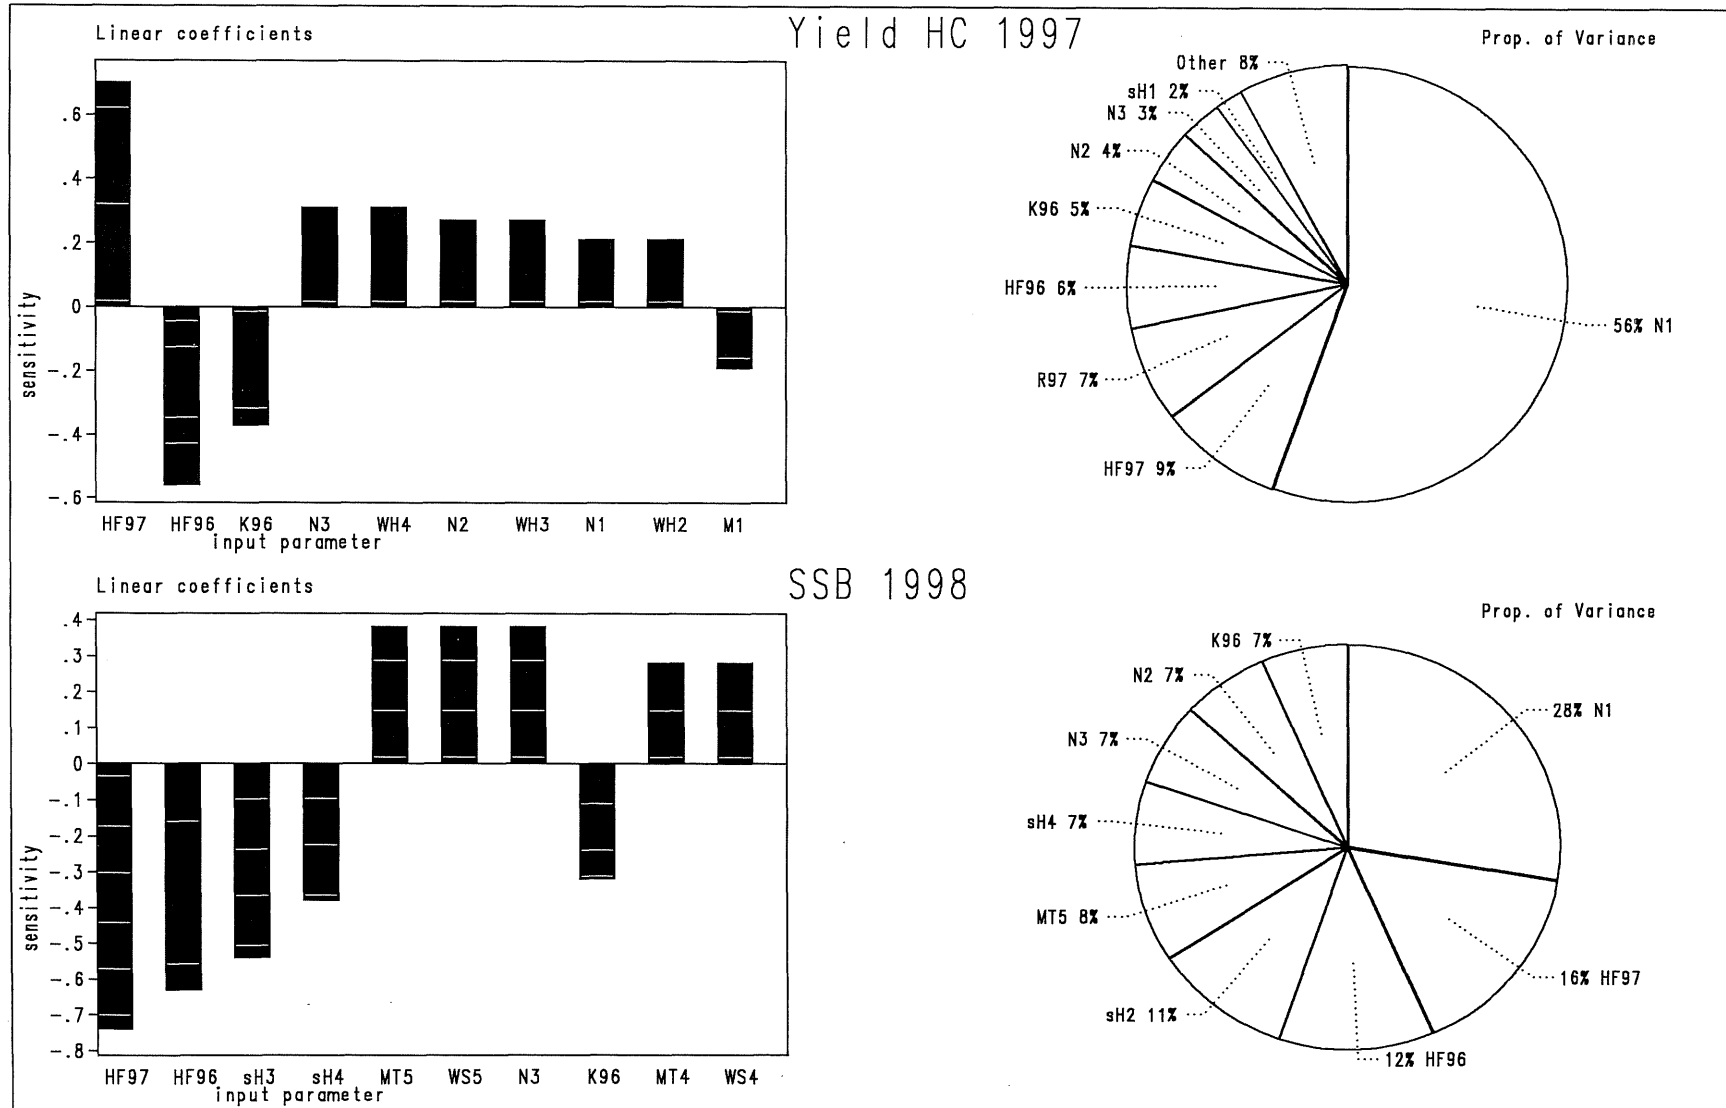 Yield HC 1997
Linear coefficients
Prop. of Variance
.6
.4
.2
0
-.2
-.4
-.6
sensitivity
HF97 HF96 K96 N3 WH4 N2 WH3 N1 WH2 M1
input parameter
Other 8%
sH1 2%
N3 3%
N2 4%
K96 5%
HF96 6%
R97 7%
HF97 9%
56% N1
SSB 1998
Linear coefficients
Prop. of Variance
.4
.3
.2
.1
0
-.1
-.2
-.3
-.4
-.5
-.6
-.7
-.8
sensitivity
HF97 HF96 sH3 sH4 MT5 WS5 N3 K96 MT4 WS4
input parameter
K96 7%
N2 7%
N3 7%
sH4 7%
MT5 8%
sH2 11%
12% HF96
16% HF97
28% N1